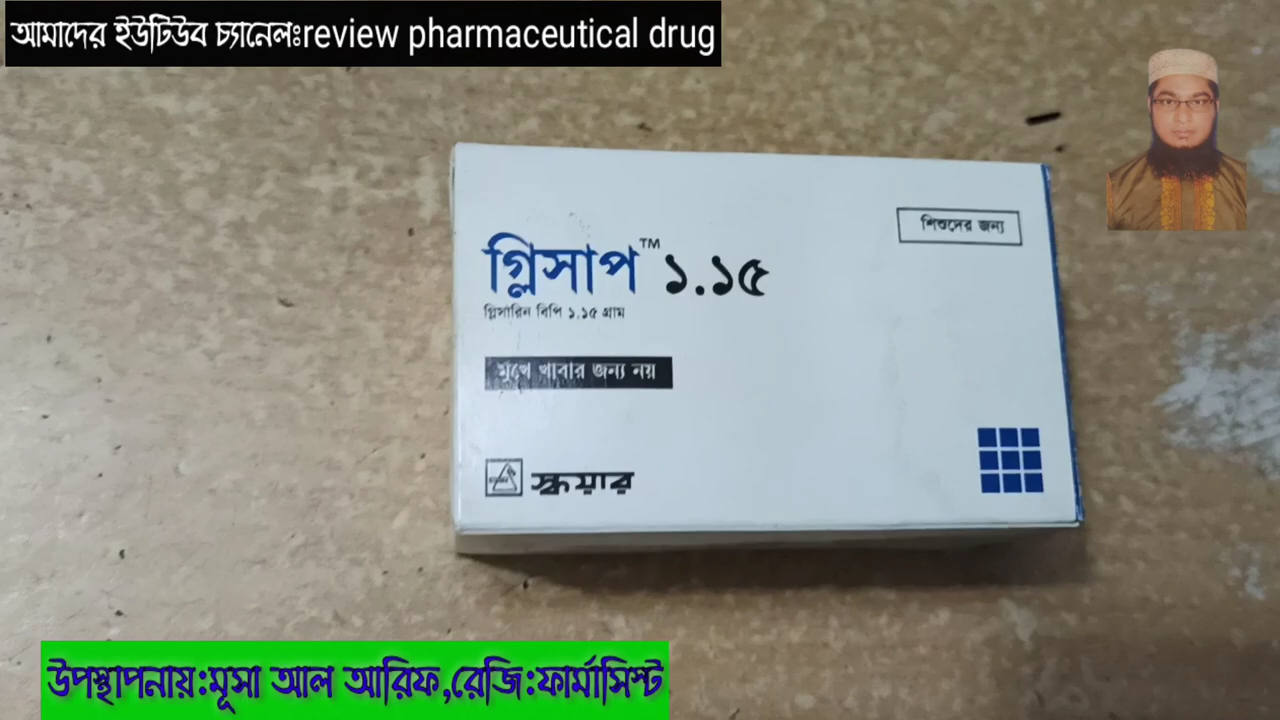 আমাদের ইউটিউব চ্যানেলঃreview pharmaceutical drug
শিশুদের জন্য
গ্লিসাপ™ ১.১৫
গ্লিসারিন বিপি ১.১৫ গ্রাম
মুখে খাবার জন্য নয়
স্কয়ার
উপস্থাপনায়:মূসা আল আরিফ,রেজি:ফার্মাসিস্ট